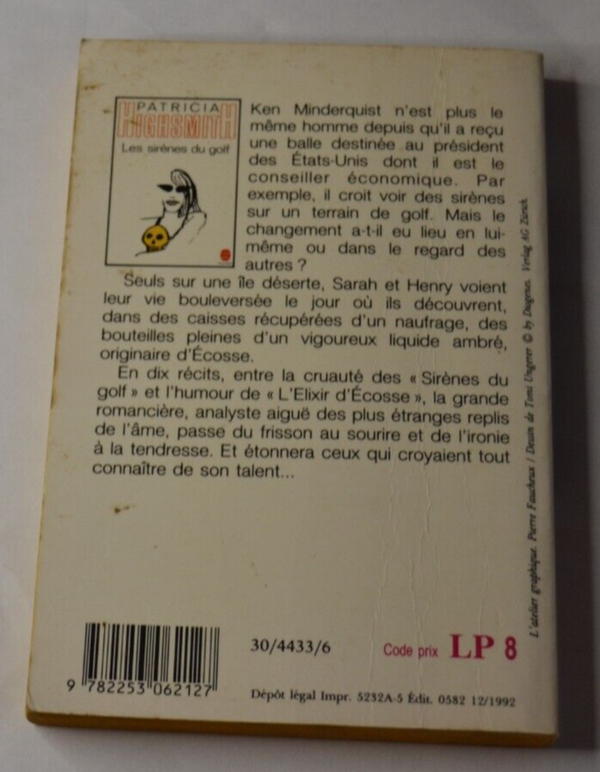 PATRICIA
HIGHSMITH
Les sirènes du golf
Ken Minderquist n'est plus le
même homme depuis qu'il a reçu
une balle destinée au président
des États-Unis dont il est le
conseiller économique. Par
exemple, il croit voir des sirènes
sur un terrain de golf. Mais le
changement a-t-il eu lieu en lui-
même ou dans le regard des
autres ?
Seuls sur une île déserte, Sarah et Henry voient
leur vie bouleversée le jour où ils découvrent,
dans des caisses récupérées d'un naufrage, des
bouteilles pleines d'un vigoureux liquide ambré,
originaire d'Écosse.
En dix récits, entre la cruauté des « Sirènes du
golf » et l'humour de « L'Elixir d'Écosse », la grande
romancière, analyste aiguë des plus étranges replis
de l'âme, passe du frisson au sourire et de l'ironie
à la tendresse. Et étonnera ceux qui croyaient tout
connaître de son talent...
L'atelier graphique. Pierre Faucheux / Dessin de Tomi Ungerer © by Diogenes. Verlag AG Zürich.
9 782253 062127
30/4433/6
Code prix LP 8
Dépôt légal Impr. 5232A-5 Édit. 0582 12/1992